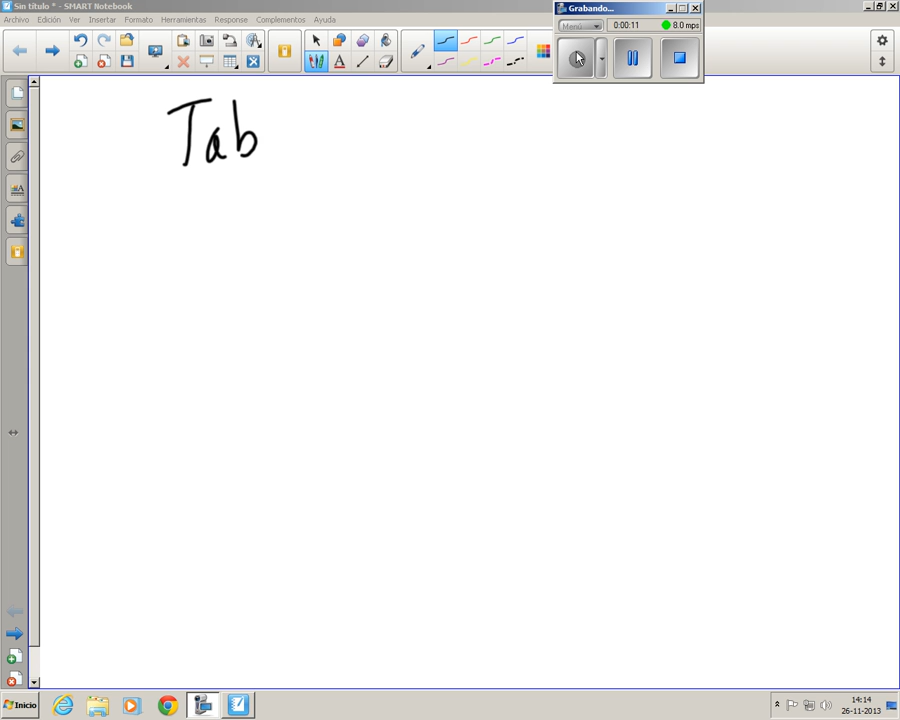 Sin título * - SMART Notebook
Grabando...
Archivo Edición Ver Insertar Formato Herramientas Response Complementos Ayuda
Menú 0:00:11 8.0 mps
Tab
Inicio
14:14
26-11-2013